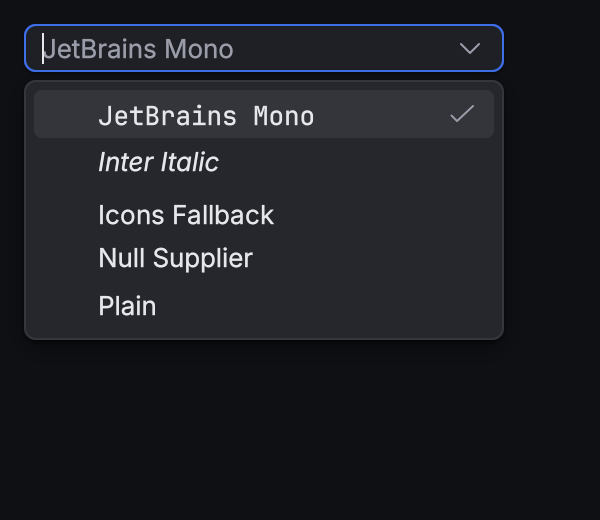 JetBrains Mono
JetBrains Mono
Inter Italic
Icons Fallback
Null Supplier
Plain